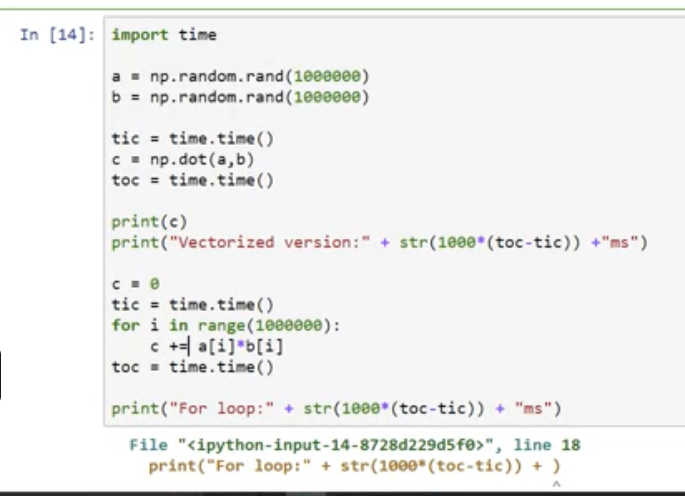 In [14]: import time
a = np.random.rand(1000000)
b = np.random.rand(1000000)
tic = time.time()
c = np.dot(a,b)
toc = time.time()
print(c)
print("Vectorized version:" + str(1000*(toc-tic)) +"ms")
c = 0
tic = time.time()
for i in range(1000000):
    c += a[i]*b[i]
toc = time.time()
print("For loop:" + str(1000*(toc-tic)) + "ms")
File "<ipython-input-14-8728d229d5f0>", line 18
print("For loop:" + str(1000*(toc-tic)) + )
^